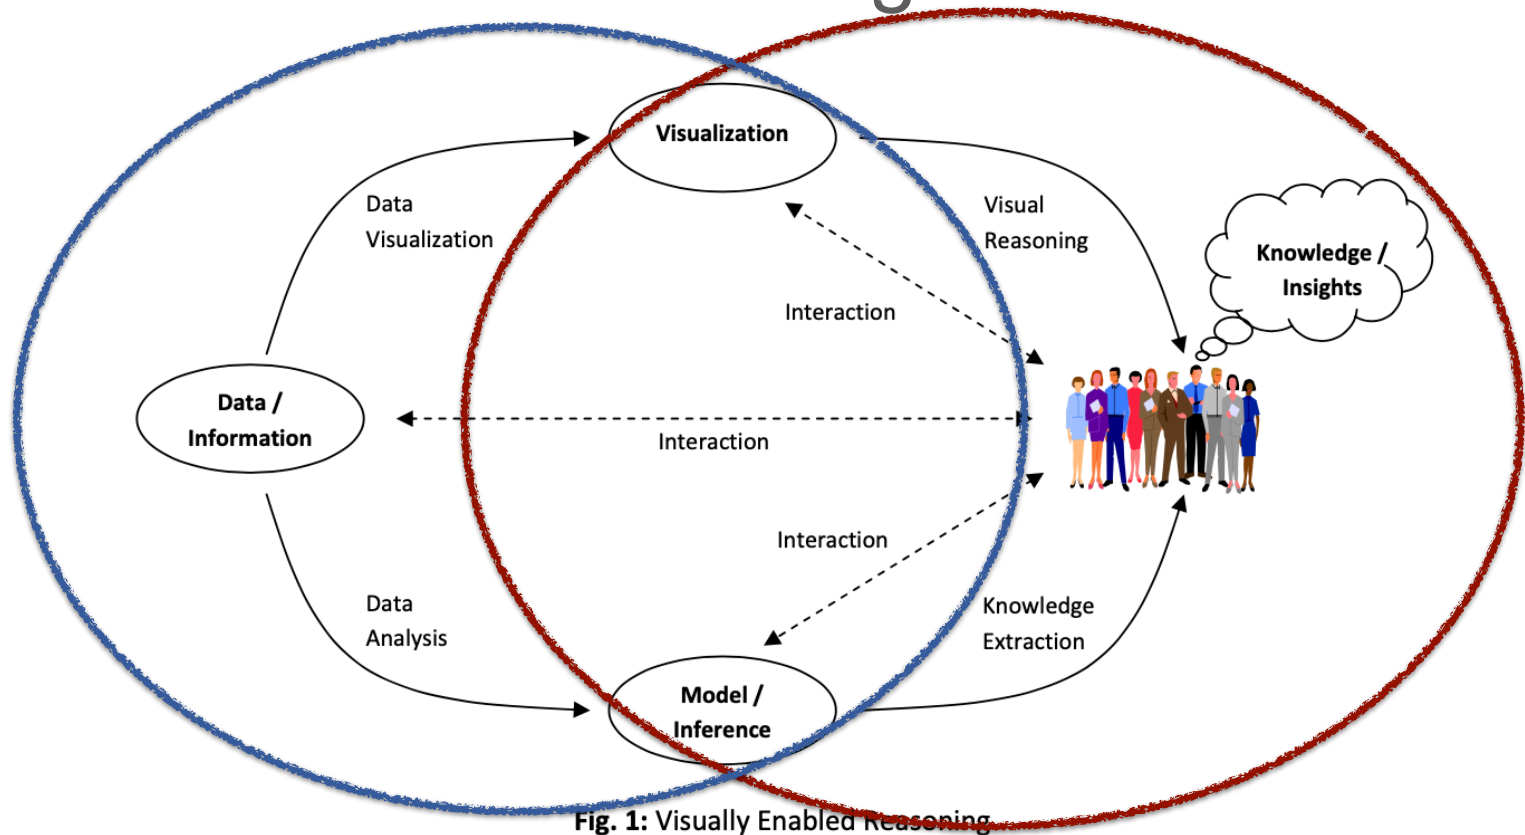 Visualization
Data
Visualization
Visual
Reasoning
Knowledge /
Insights
Interaction
Data /
Information
Interaction
Interaction
Data
Analysis
Knowledge
Extraction
Model /
Inference
Fig. 1: Visually Enabled Reasoning